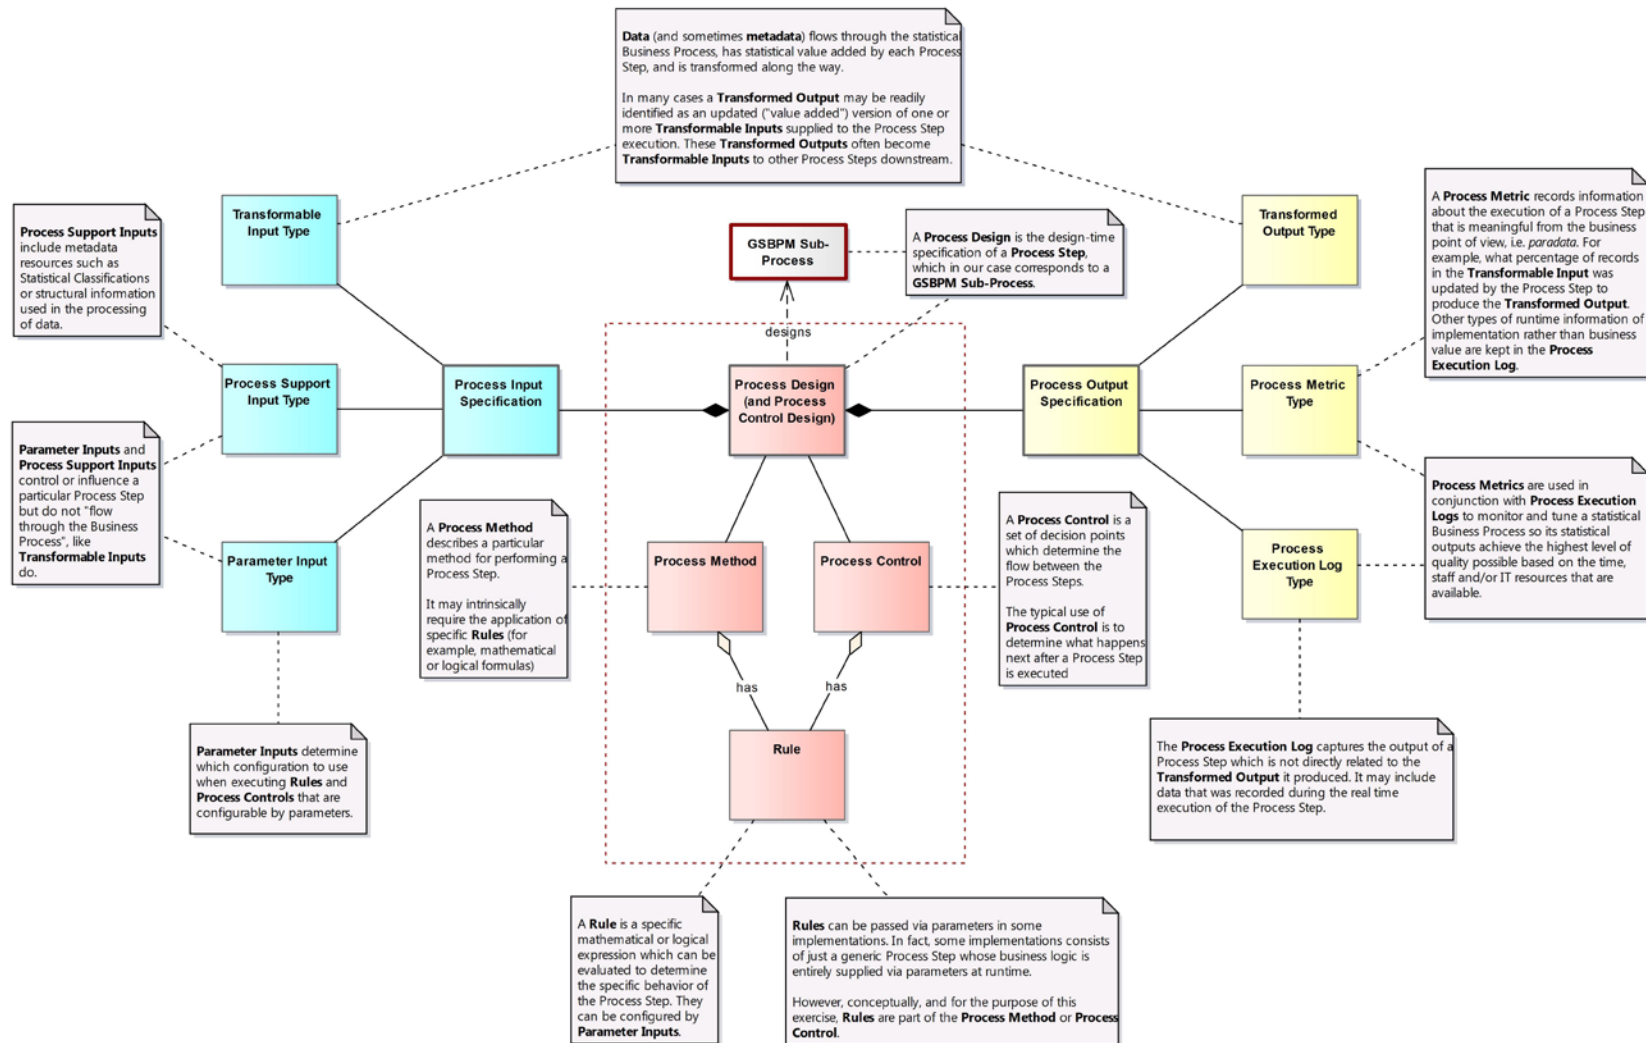 Data (and sometimes metadata) flows through the statistical
Business Process, has statistical value added by each Process
Step, and is transformed along the way.
In many cases a Transformed Output may be readily
identified as an updated ("value added") version of one or
more Transformable Inputs supplied to the Process Step
execution. These Transformed Outputs often become
Transformable Inputs to other Process Steps downstream.
Process Support Inputs
include metadata
resources such as
Statistical Classifications
or structural information
used in the processing
of data.
Transformable
Input Type
GSBPM Sub-
Process
A Process Design is the design-time
specification of a Process Step,
which in our case corresponds to a
GSBPM Sub-Process.
Transformed
Output Type
A Process Metric records information
about the execution of a Process Step
that is meaningful from the business
point of view, i.e. paradata. For
example, what percentage of records
in the Transformable Input was
updated by the Process Step to
produce the Transformed Output.
Other types of runtime information of
implementation rather than business
value are kept in the Process
Execution Log.
designs
Process Support
Input Type
Process Input
Specification
Process Design
(and Process
Control Design)
Process Output
Specification
Process Metric
Type
Parameter Inputs and
Process Support Inputs
control or influence a
particular Process Step
but do not "flow
through the Business
Process", like
Transformable Inputs
do.
Parameter Input
Type
A Process Method
describes a particular
method for performing a
Process Step.
It may intrinsically
require the application of
specific Rules (for
example, mathematical
or logical formulas)
Process Method
Process Control
A Process Control is a
set of decision points
which determine the
flow between the
Process Steps.
The typical use of
Process Control is to
determine what happens
next after a Process Step
is executed
Process
Execution Log
Type
Process Metrics are used in
conjunction with Process Execution
Logs to monitor and tune a statistical
Business Process so its statistical
outputs achieve the highest level of
quality possible based on the time,
staff and/or IT resources that are
available.
has
has
Rule
Parameter Inputs determine
which configuration to use
when executing Rules and
Process Controls that are
configurable by parameters.
The Process Execution Log captures the output of a
Process Step which is not directly related to the
Transformed Output it produced. It may include
data that was recorded during the real time
execution of the Process Step.
A Rule is a specific
mathematical or logical
expression which can be
evaluated to determine
the specific behavior of
the Process Step. They
can be configured by
Parameter Inputs.
Rules can be passed via parameters in some
implementations. In fact, some implementations consists
of just a generic Process Step whose business logic is
entirely supplied via parameters at runtime.
However, conceptually, and for the purpose of this
exercise, Rules are part of the Process Method or Process
Control.